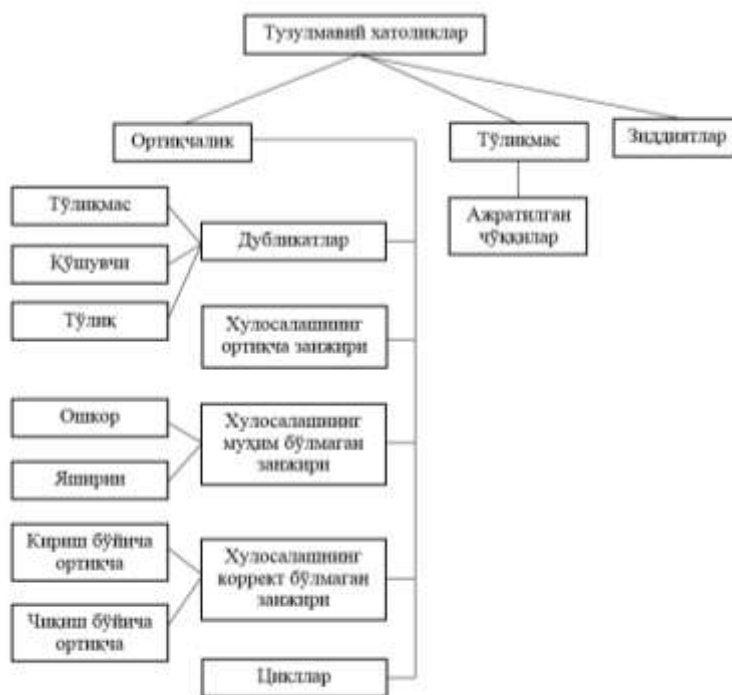 Тузулмавий хатоликлар
Ортиқчалик
Тўлиқмас
Зиддиятлар
Тўлиқмас
Қўшувчи
Тўлиқ
Дубликатлар
Ажратилган
чўққилар
Хулосалашнинг
ортиқча занжири
Ошкор
Яширин
Хулосалашнинг
муҳим бўлмаган
занжири
Кириш бўйича
ортиқча
Чиқиш бўйича
ортиқча
Хулосалашнинг
коррект бўлмаган
занжири
Цикллар